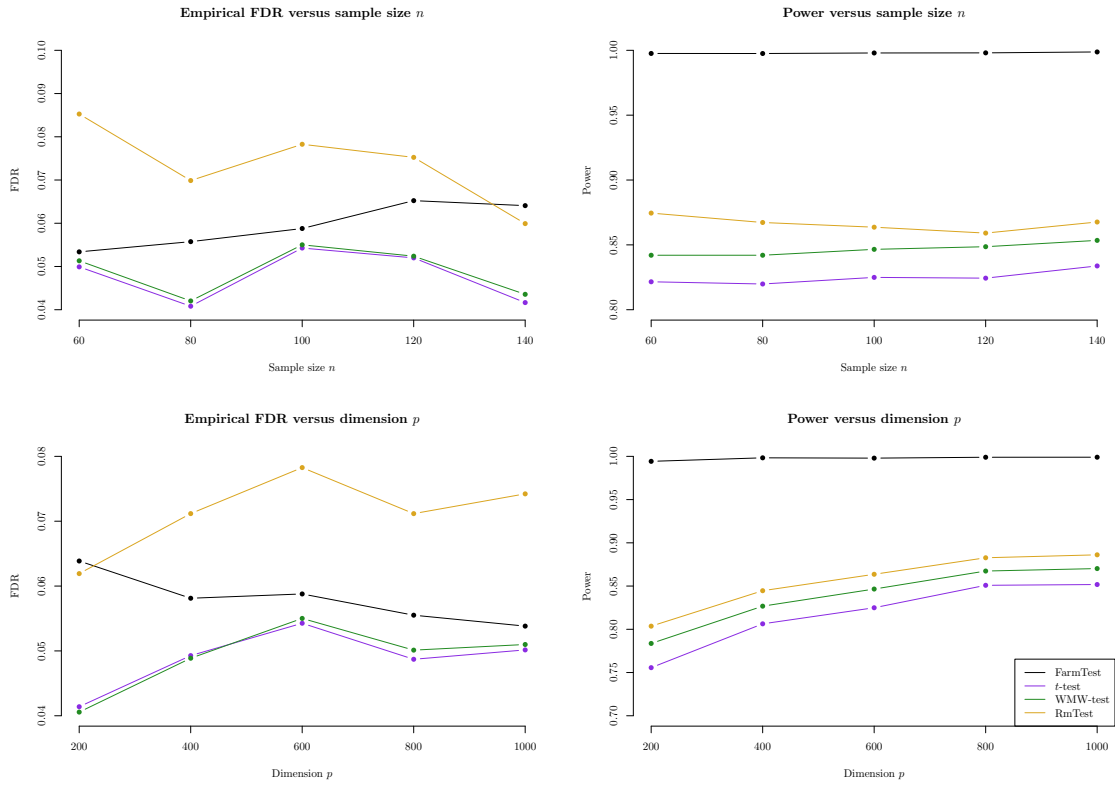 Empirical FDR versus sample size n
0.10
0.09
0.08
0.07
0.06
0.05
0.04
FDR
60 80 100 120 140
Sample size n
Power versus sample size n
1.00
0.95
0.90
0.85
0.80
Power
60 80 100 120 140
Sample size n
Empirical FDR versus dimension p
0.08
0.07
0.06
0.05
0.04
FDR
200 400 600 800 1000
Dimension p
Power versus dimension p
1.00
0.95
0.90
0.85
0.80
0.75
0.70
Power
200 400 600 800 1000
Dimension p
FarmTest
t-test
WMW-test
RmTest